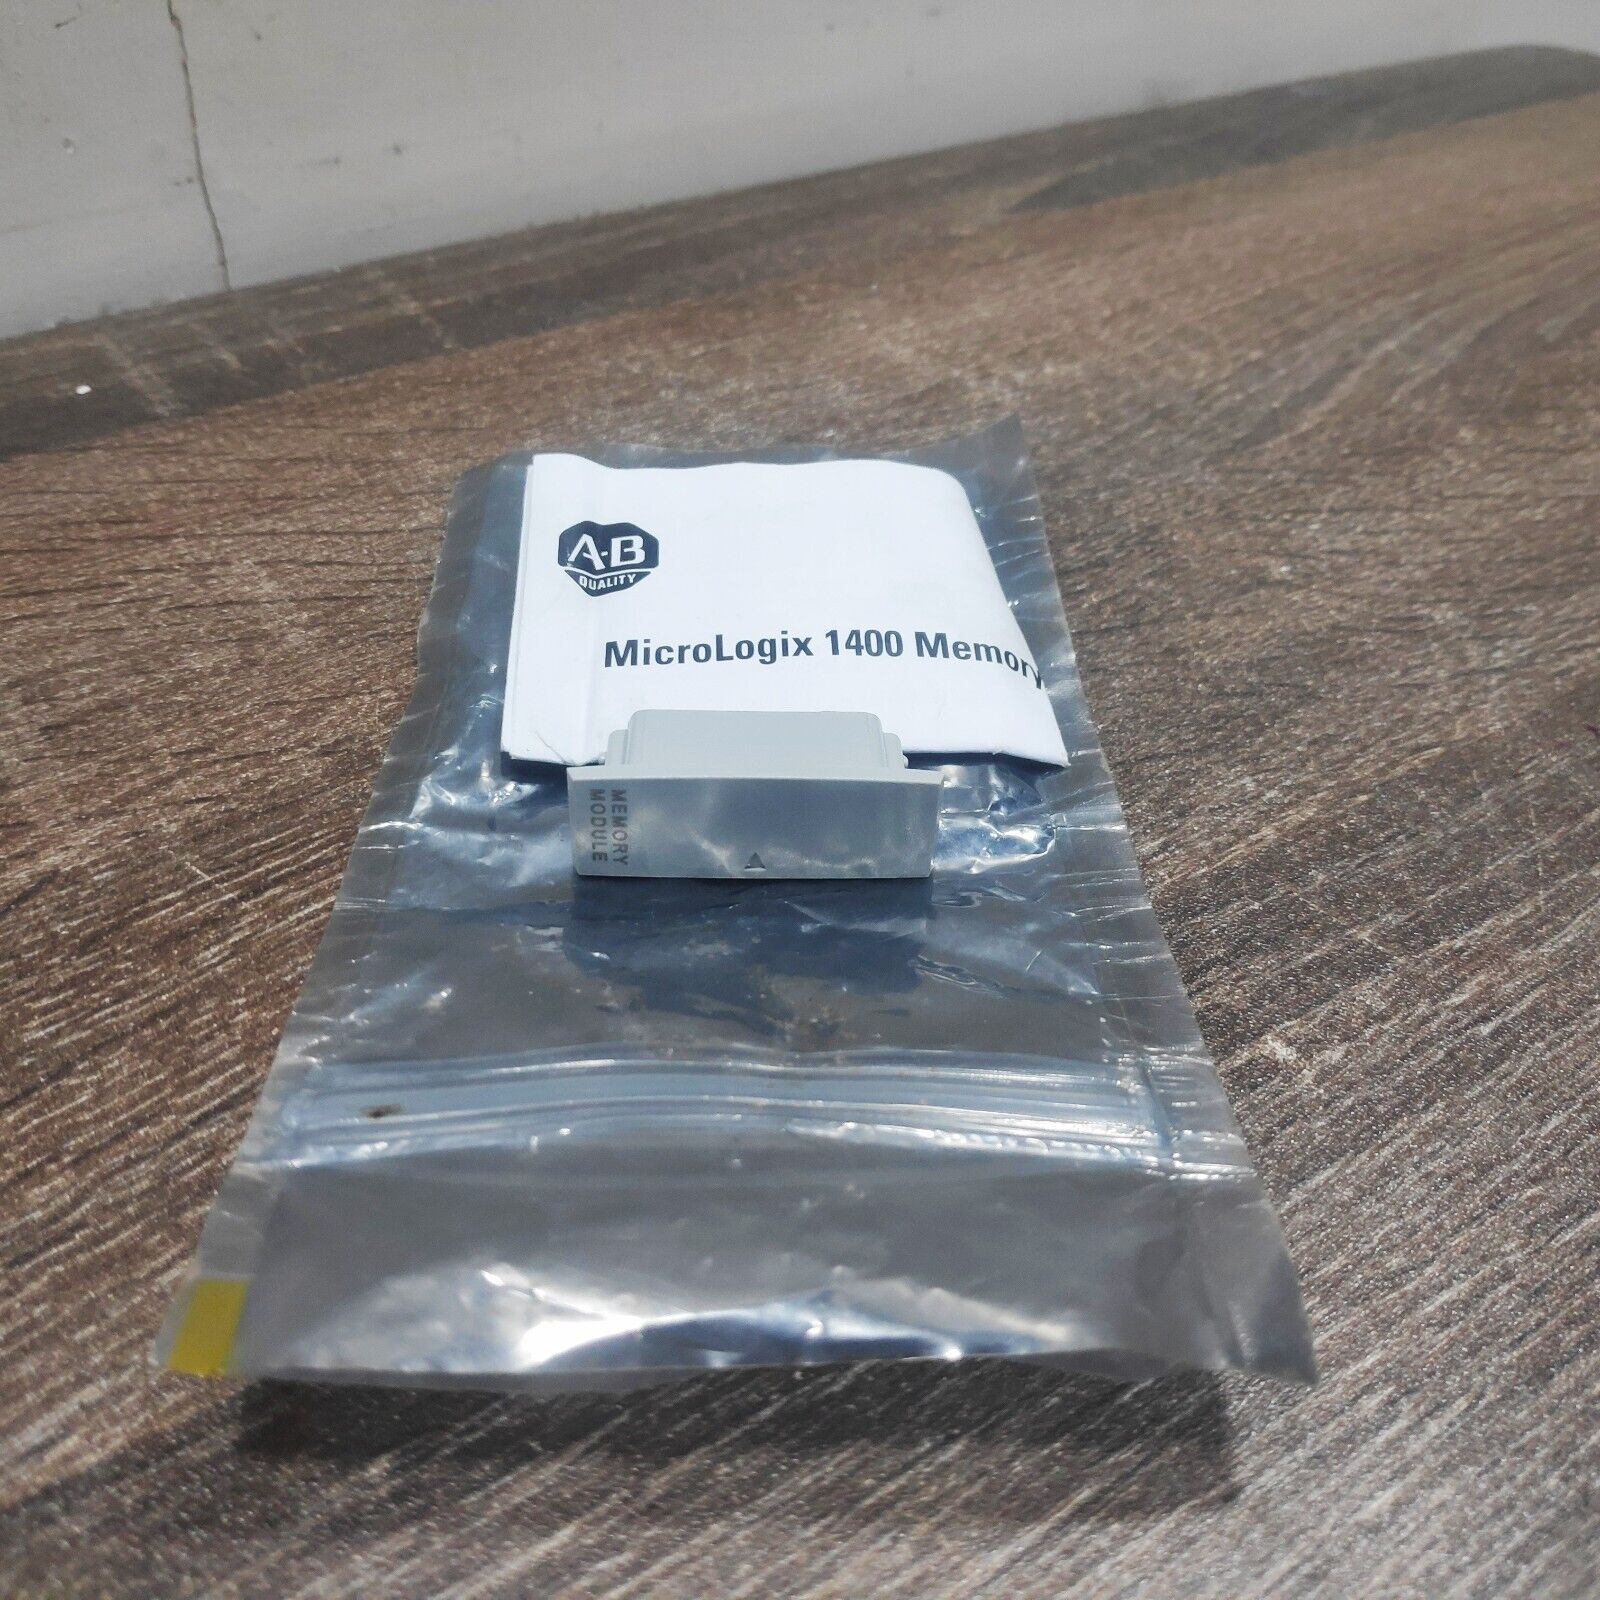 A-B
QUALITY
MicroLogix 1400 Memory
MEMORY
MODULE